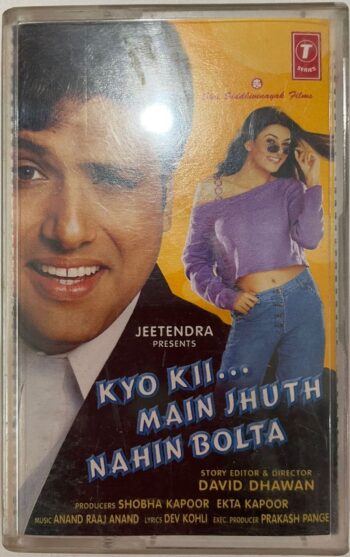 T
SERIES
Shri Siddhivinayak Films
JEETENDRA
PRESENTS
KYO KII...
MAIN JHUTH
NAHIN BOLTA
STORY EDITOR & DIRECTOR
DAVID DHAWAN
PRODUCERS SHOBHA KAPOOR EKTA KAPOOR
MUSIC ANAND RAAJ ANAND LYRICS DEV KOHLI EXEC. PRODUCER PRAKASH PANGE